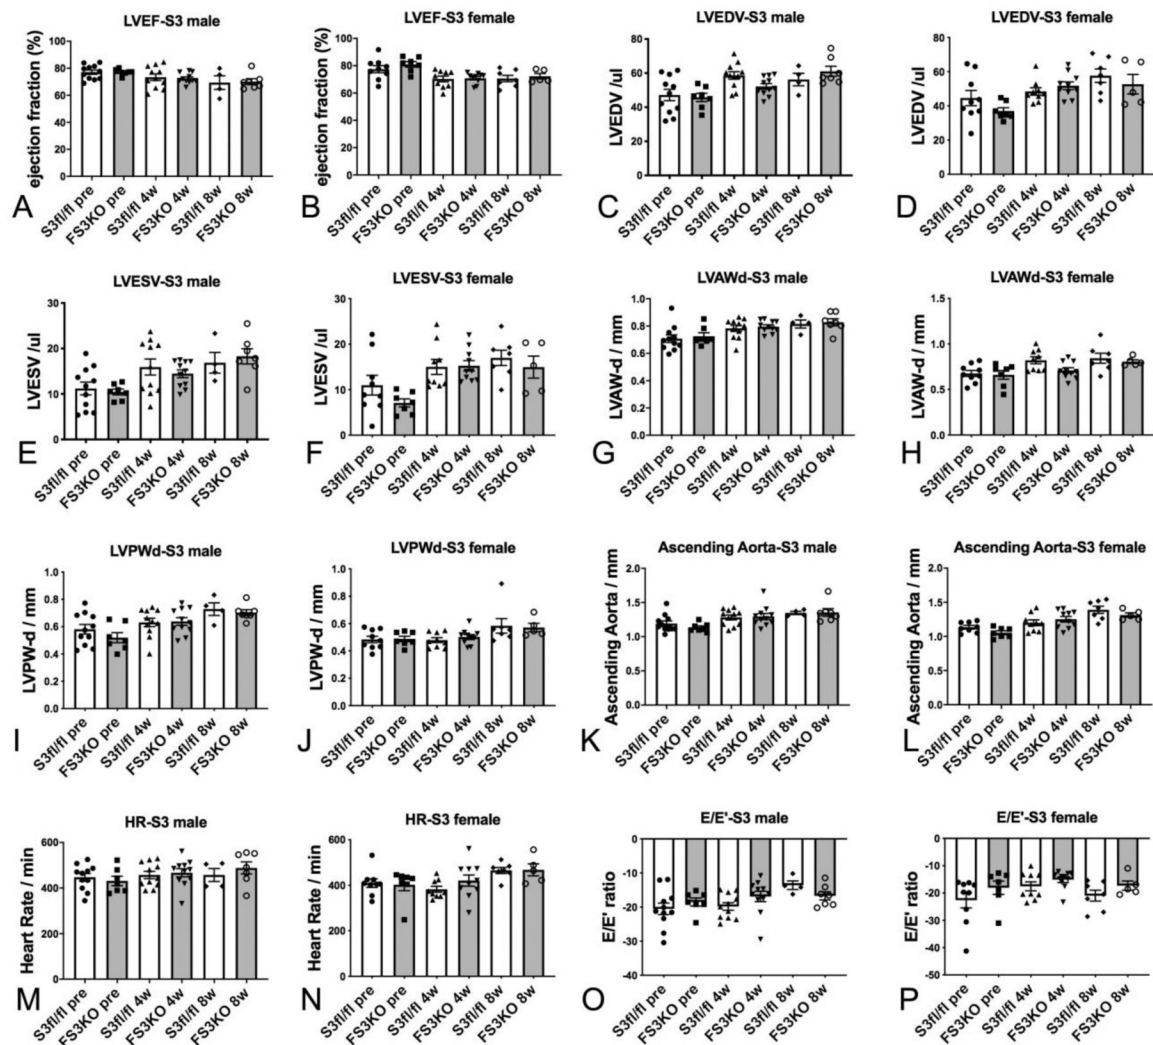 LVEF-S3 male
ejection fraction (%)
100
80
60
40
20
0
S3fl/fl pre
FS3KO pre
S3fl/fl 4w
FS3KO 4w
S3fl/fl 8w
FS3KO 8w
A
LVEF-S3 female
ejection fraction (%)
100
80
60
40
20
0
S3fl/fl pre
FS3KO pre
S3fl/fl 4w
FS3KO 4w
S3fl/fl 8w
FS3KO 8w
B
LVEDV-S3 male
LVEDV /ul
80
60
40
20
0
S3fl/fl pre
FS3KO pre
S3fl/fl 4w
FS3KO 4w
S3fl/fl 8w
FS3KO 8w
C
LVEDV-S3 female
LVEDV /ul
80
60
40
20
0
S3fl/fl pre
FS3KO pre
S3fl/fl 4w
FS3KO 4w
S3fl/fl 8w
FS3KO 8w
D
LVESV-S3 male
LVESV /ul
30
20
10
0
S3fl/fl pre
FS3KO pre
S3fl/fl 4w
FS3KO 4w
S3fl/fl 8w
FS3KO 8w
E
LVESV-S3 female
LVESV /ul
30
20
10
0
S3fl/fl pre
FS3KO pre
S3fl/fl 4w
FS3KO 4w
S3fl/fl 8w
FS3KO 8w
F
LVAWd-S3 male
LVAW-d / mm
1.0
0.8
0.6
0.4
0.2
0.0
S3fl/fl pre
FS3KO pre
S3fl/fl 4w
FS3KO 4w
S3fl/fl 8w
FS3KO 8w
G
LVAWd-S3 female
LVAW-d / mm
1.5
1.0
0.5
0.0
S3fl/fl pre
FS3KO pre
S3fl/fl 4w
FS3KO 4w
S3fl/fl 8w
FS3KO 8w
H
LVPWd-S3 male
LVPW-d / mm
1.0
0.8
0.6
0.4
0.2
0.0
S3fl/fl pre
FS3KO pre
S3fl/fl 4w
FS3KO 4w
S3fl/fl 8w
FS3KO 8w
I
LVPWd-S3 female
LVPW-d / mm
1.0
0.8
0.6
0.4
0.2
0.0
S3fl/fl pre
FS3KO pre
S3fl/fl 4w
FS3KO 4w
S3fl/fl 8w
FS3KO 8w
J
Ascending Aorta-S3 male
Ascending Aorta / mm
2.0
1.5
1.0
0.5
0.0
S3fl/fl pre
FS3KO pre
S3fl/fl 4w
FS3KO 4w
S3fl/fl 8w
FS3KO 8w
K
Ascending Aorta-S3 female
Ascending Aorta / mm
2.0
1.5
1.0
0.5
0.0
S3fl/fl pre
FS3KO pre
S3fl/fl 4w
FS3KO 4w
S3fl/fl 8w
FS3KO 8w
L
HR-S3 male
Heart Rate / min
600
400
200
0
S3fl/fl pre
FS3KO pre
S3fl/fl 4w
FS3KO 4w
S3fl/fl 8w
FS3KO 8w
M
HR-S3 female
Heart Rate / min
600
400
200
0
S3fl/fl pre
FS3KO pre
S3fl/fl 4w
FS3KO 4w
S3fl/fl 8w
FS3KO 8w
N
E/E'-S3 male
E/E' ratio
0
-10
-20
-30
-40
S3fl/fl pre
FS3KO pre
S3fl/fl 4w
FS3KO 4w
S3fl/fl 8w
FS3KO 8w
O
E/E'-S3 female
E/E' ratio
0
-10
-20
-30
-40
-50
S3fl/fl pre
FS3KO pre
S3fl/fl 4w
FS3KO 4w
S3fl/fl 8w
FS3KO 8w
P